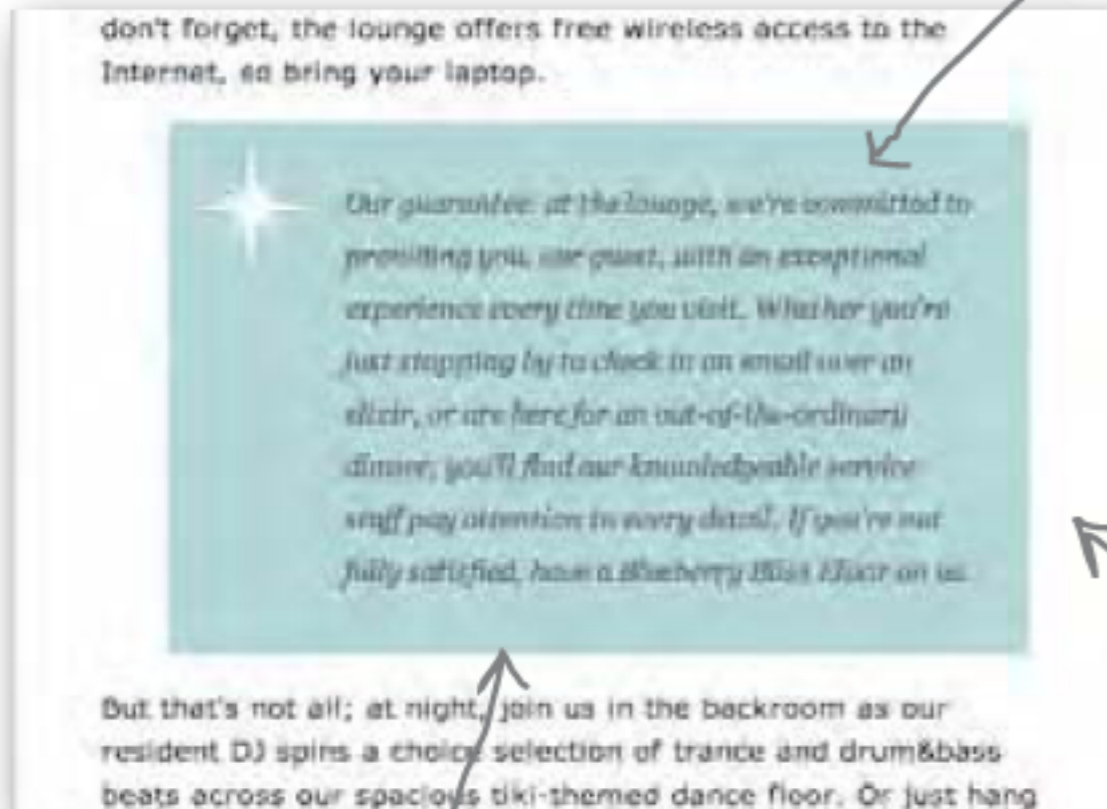 don't forget, the lounge offers free wireless access to the
Internet, so bring your laptop.
Our guarantee: at the lounge, we're committed to
providing you, our guest, with an exceptional
experience every time you visit. Whether you're
just stopping by to check in on email over an
elixir, or are here for an out-of-the-ordinary
dinner, you'll find our knowledgeable service
staff pay attention to every detail. If you're not
fully satisfied, have a Blueberry Bliss Elixir on us.
But that's not all; at night, join us in the backroom as our
resident DJ spins a choice selection of trance and drum&bass
beats across our spacious tiki-themed dance floor. Or just hang